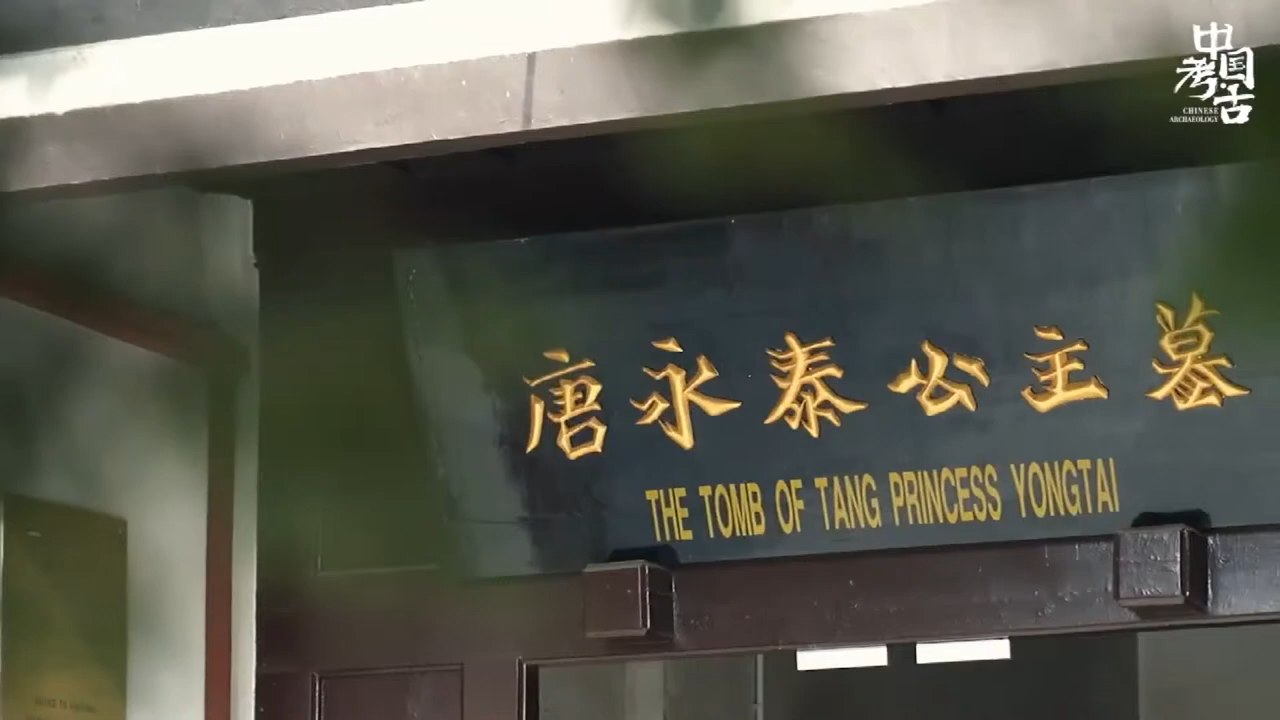 唐永泰公主墓
THE TOMB OF TANG PRINCESS YONGTAI
中国考古
CHINESE
ARCHAEOLOGY